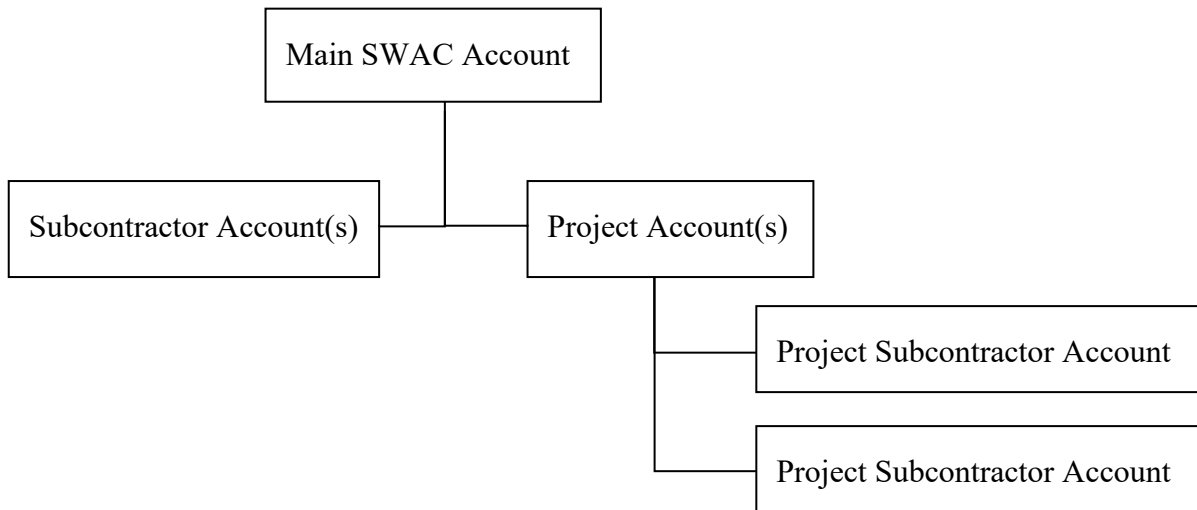 Main SWAC Account
Subcontractor Account(s)
Project Account(s)
Project Subcontractor Account
Project Subcontractor Account